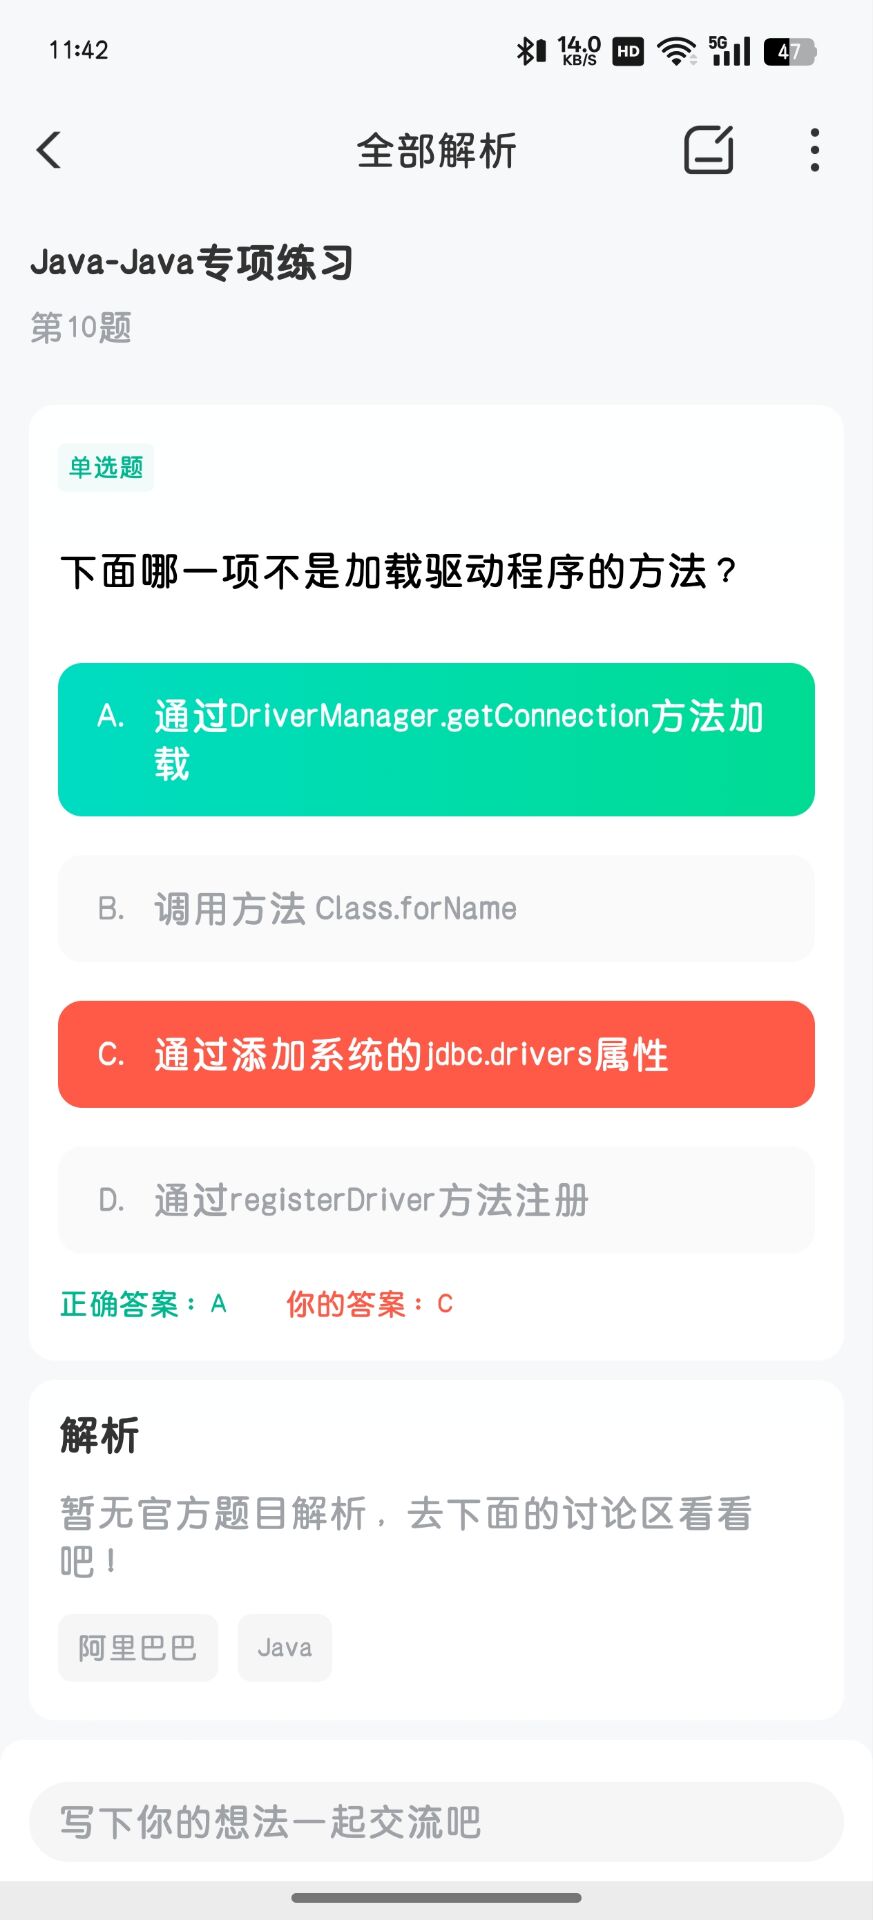 11:42
14.0 KB/S HD 5G 47
全部解析
Java-Java专项练习
第10题
单选题
下面哪一项不是加载驱动程序的方法？
A. 通过DriverManager.getConnection方法加
载
B. 调用方法 Class.forName
C. 通过添加系统的jdbc.drivers属性
D. 通过registerDriver方法注册
正确答案：A 你的答案：C
解析
暂无官方题目解析，去下面的讨论区看看
吧！
阿里巴巴 Java
写下你的想法一起交流吧